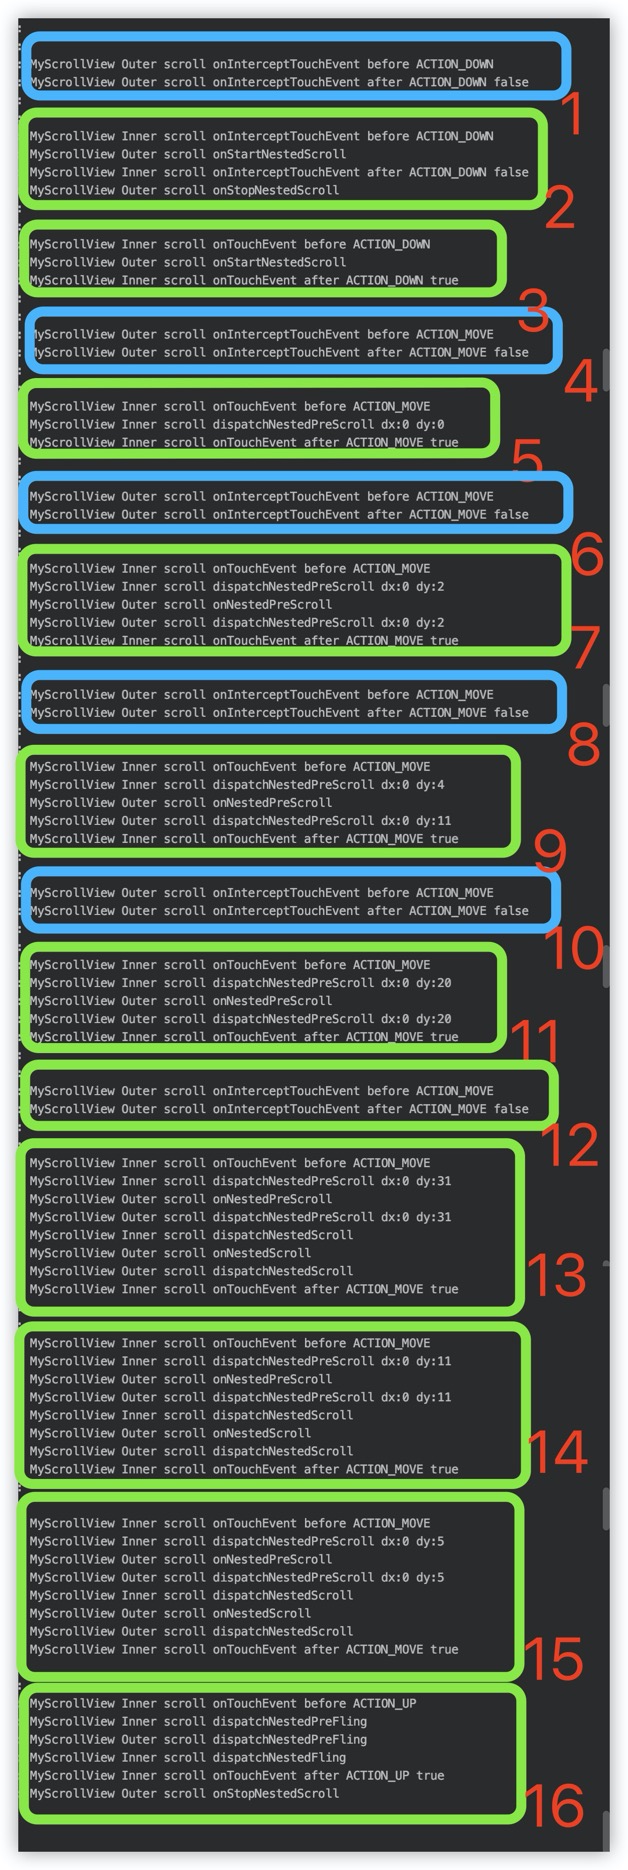 MyScrollView Outer scroll onInterceptTouchEvent before ACTION_DOWN
MyScrollView Outer scroll onInterceptTouchEvent after ACTION_DOWN false
1
MyScrollView Inner scroll onInterceptTouchEvent before ACTION_DOWN
MyScrollView Outer scroll onStartNestedScroll
MyScrollView Inner scroll onInterceptTouchEvent after ACTION_DOWN false
MyScrollView Outer scroll onStopNestedScroll
2
MyScrollView Inner scroll onTouchEvent before ACTION_DOWN
MyScrollView Outer scroll onStartNestedScroll
MyScrollView Inner scroll onTouchEvent after ACTION_DOWN true
3
MyScrollView Outer scroll onInterceptTouchEvent before ACTION_MOVE
MyScrollView Outer scroll onInterceptTouchEvent after ACTION_MOVE false
4
MyScrollView Inner scroll onTouchEvent before ACTION_MOVE
MyScrollView Inner scroll dispatchNestedPreScroll dx:0 dy:0
MyScrollView Inner scroll onTouchEvent after ACTION_MOVE true
5
MyScrollView Outer scroll onInterceptTouchEvent before ACTION_MOVE
MyScrollView Outer scroll onInterceptTouchEvent after ACTION_MOVE false
6
MyScrollView Inner scroll onTouchEvent before ACTION_MOVE
MyScrollView Inner scroll dispatchNestedPreScroll dx:0 dy:2
MyScrollView Outer scroll onNestedPreScroll
MyScrollView Outer scroll dispatchNestedPreScroll dx:0 dy:2
MyScrollView Inner scroll onTouchEvent after ACTION_MOVE true
7
MyScrollView Outer scroll onInterceptTouchEvent before ACTION_MOVE
MyScrollView Outer scroll onInterceptTouchEvent after ACTION_MOVE false
8
MyScrollView Inner scroll onTouchEvent before ACTION_MOVE
MyScrollView Inner scroll dispatchNestedPreScroll dx:0 dy:4
MyScrollView Outer scroll onNestedPreScroll
MyScrollView Outer scroll dispatchNestedPreScroll dx:0 dy:11
MyScrollView Inner scroll onTouchEvent after ACTION_MOVE true
9
MyScrollView Outer scroll onInterceptTouchEvent before ACTION_MOVE
MyScrollView Outer scroll onInterceptTouchEvent after ACTION_MOVE false
10
MyScrollView Inner scroll onTouchEvent before ACTION_MOVE
MyScrollView Inner scroll dispatchNestedPreScroll dx:0 dy:20
MyScrollView Outer scroll onNestedPreScroll
MyScrollView Outer scroll dispatchNestedPreScroll dx:0 dy:20
MyScrollView Inner scroll onTouchEvent after ACTION_MOVE true
11
MyScrollView Outer scroll onInterceptTouchEvent before ACTION_MOVE
MyScrollView Outer scroll onInterceptTouchEvent after ACTION_MOVE false
12
MyScrollView Inner scroll onTouchEvent before ACTION_MOVE
MyScrollView Inner scroll dispatchNestedPreScroll dx:0 dy:31
MyScrollView Outer scroll onNestedPreScroll
MyScrollView Outer scroll dispatchNestedPreScroll dx:0 dy:31
MyScrollView Inner scroll dispatchNestedScroll
MyScrollView Outer scroll onNestedScroll
MyScrollView Outer scroll dispatchNestedScroll
MyScrollView Inner scroll onTouchEvent after ACTION_MOVE true
13
MyScrollView Inner scroll onTouchEvent before ACTION_MOVE
MyScrollView Inner scroll dispatchNestedPreScroll dx:0 dy:11
MyScrollView Outer scroll onNestedPreScroll
MyScrollView Outer scroll dispatchNestedPreScroll dx:0 dy:11
MyScrollView Inner scroll dispatchNestedScroll
MyScrollView Outer scroll onNestedScroll
MyScrollView Outer scroll dispatchNestedScroll
MyScrollView Inner scroll onTouchEvent after ACTION_MOVE true
14
MyScrollView Inner scroll onTouchEvent before ACTION_MOVE
MyScrollView Inner scroll dispatchNestedPreScroll dx:0 dy:5
MyScrollView Outer scroll onNestedPreScroll
MyScrollView Outer scroll dispatchNestedPreScroll dx:0 dy:5
MyScrollView Inner scroll dispatchNestedScroll
MyScrollView Outer scroll onNestedScroll
MyScrollView Outer scroll dispatchNestedScroll
MyScrollView Inner scroll onTouchEvent after ACTION_MOVE true
15
MyScrollView Inner scroll onTouchEvent before ACTION_UP
MyScrollView Inner scroll dispatchNestedPreFling
MyScrollView Outer scroll dispatchNestedPreFling
MyScrollView Inner scroll dispatchNestedFling
MyScrollView Inner scroll onTouchEvent after ACTION_UP true
MyScrollView Outer scroll onStopNestedScroll
16